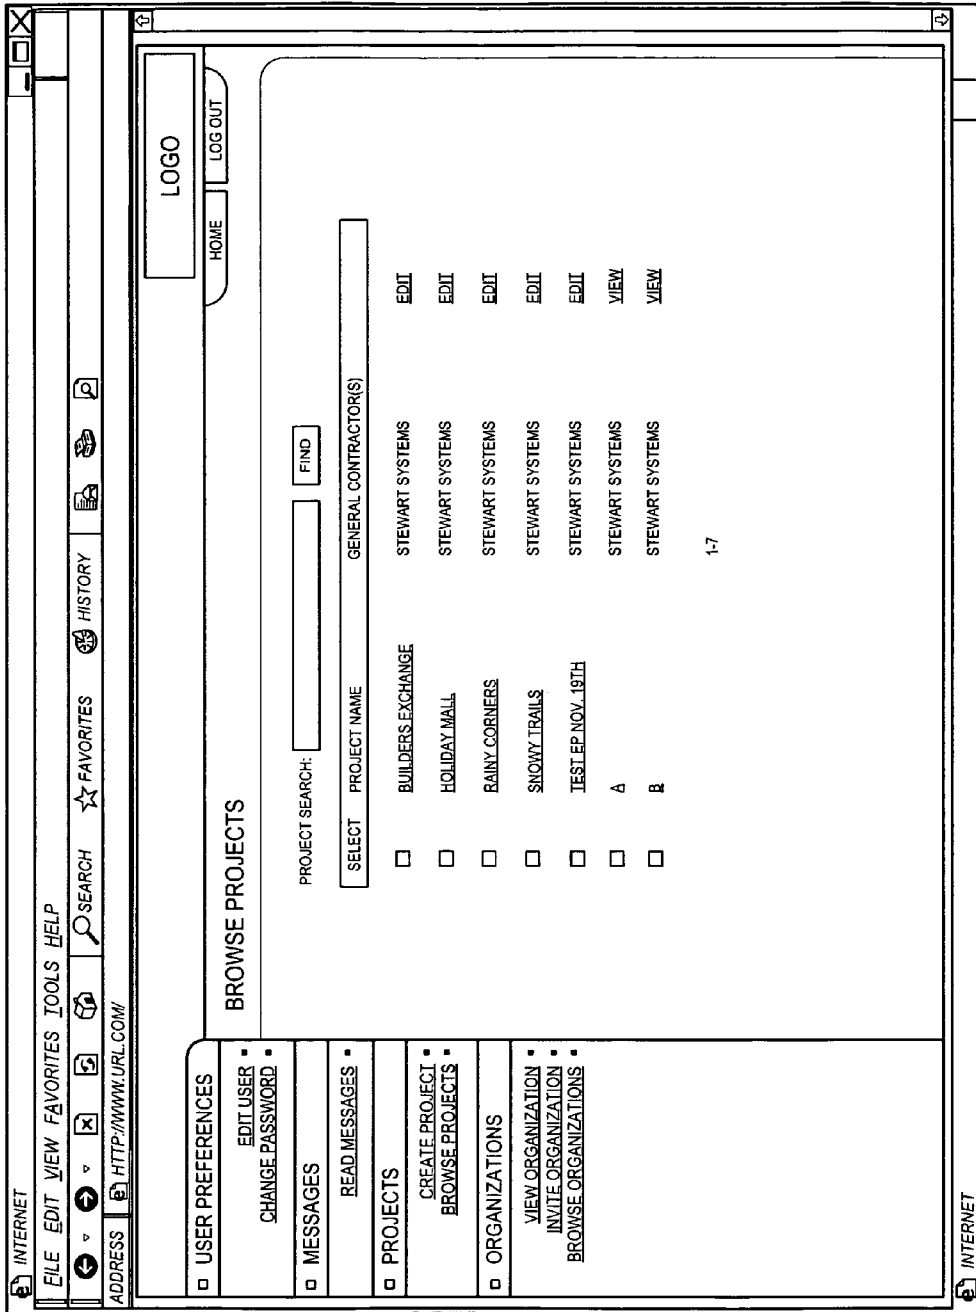 INTERNET
FILE EDIT VIEW FAVORITES TOOLS HELP
SEARCH FAVORITES HISTORY
ADDRESS HTTP://WWW.URL.COM/
LOGO
USER PREFERENCES
HOME LOG OUT
BROWSE PROJECTS
EDIT USER
CHANGE PASSWORD
MESSAGES
READ MESSAGES
PROJECTS
CREATE PROJECT
BROWSE PROJECTS
ORGANIZATIONS
VIEW ORGANIZATION
INVITE ORGANIZATION
BROWSE ORGANIZATIONS
PROJECT SEARCH: FIND
SELECT PROJECT NAME GENERAL CONTRACTOR(S)
BUILDERS EXCHANGE STEWART SYSTEMS EDIT
HOLIDAY MALL STEWART SYSTEMS EDIT
RAINY CORNERS STEWART SYSTEMS EDIT
SNOWY TRAILS STEWART SYSTEMS EDIT
TEST EP NOV. 19TH STEWART SYSTEMS EDIT
A STEWART SYSTEMS VIEW
B STEWART SYSTEMS VIEW
1-7
INTERNET